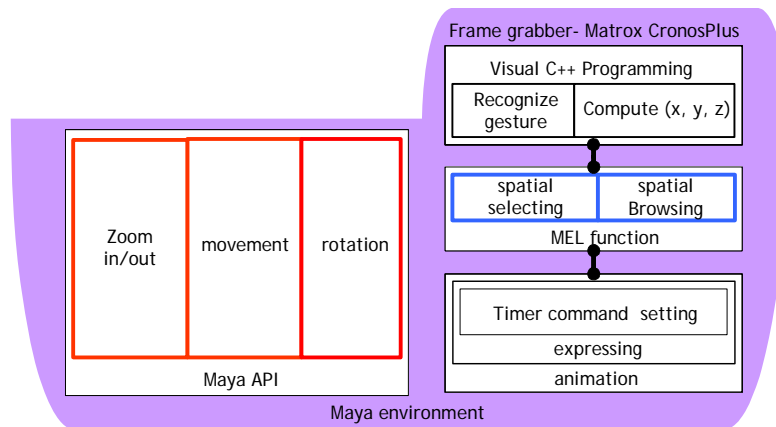 Frame grabber- Matrox CronosPlus
Visual C++ Programming
Recognize
gesture
Compute (x, y, z)
spatial
selecting
spatial
Browsing
MEL function
Timer command setting
expressing
animation
Zoom
in/out
movement
rotation
Maya API
Maya environment